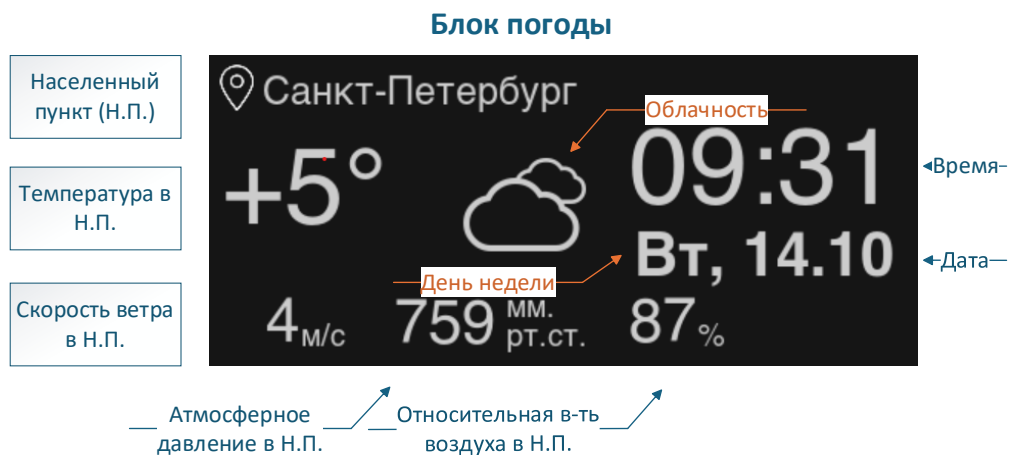 Блок погоды
Населенный
пункт (Н.П.)
Санкт-Петербург
Облачность
Температура в
Н.П.
+5°
09:31
Время
Вт, 14.10
Дата
День недели
Скорость ветра
в Н.П.
4 м/с
759 мм.
рт.ст.
87 %
Атмосферное
давление в Н.П.
Относительная в-ть
воздуха в Н.П.